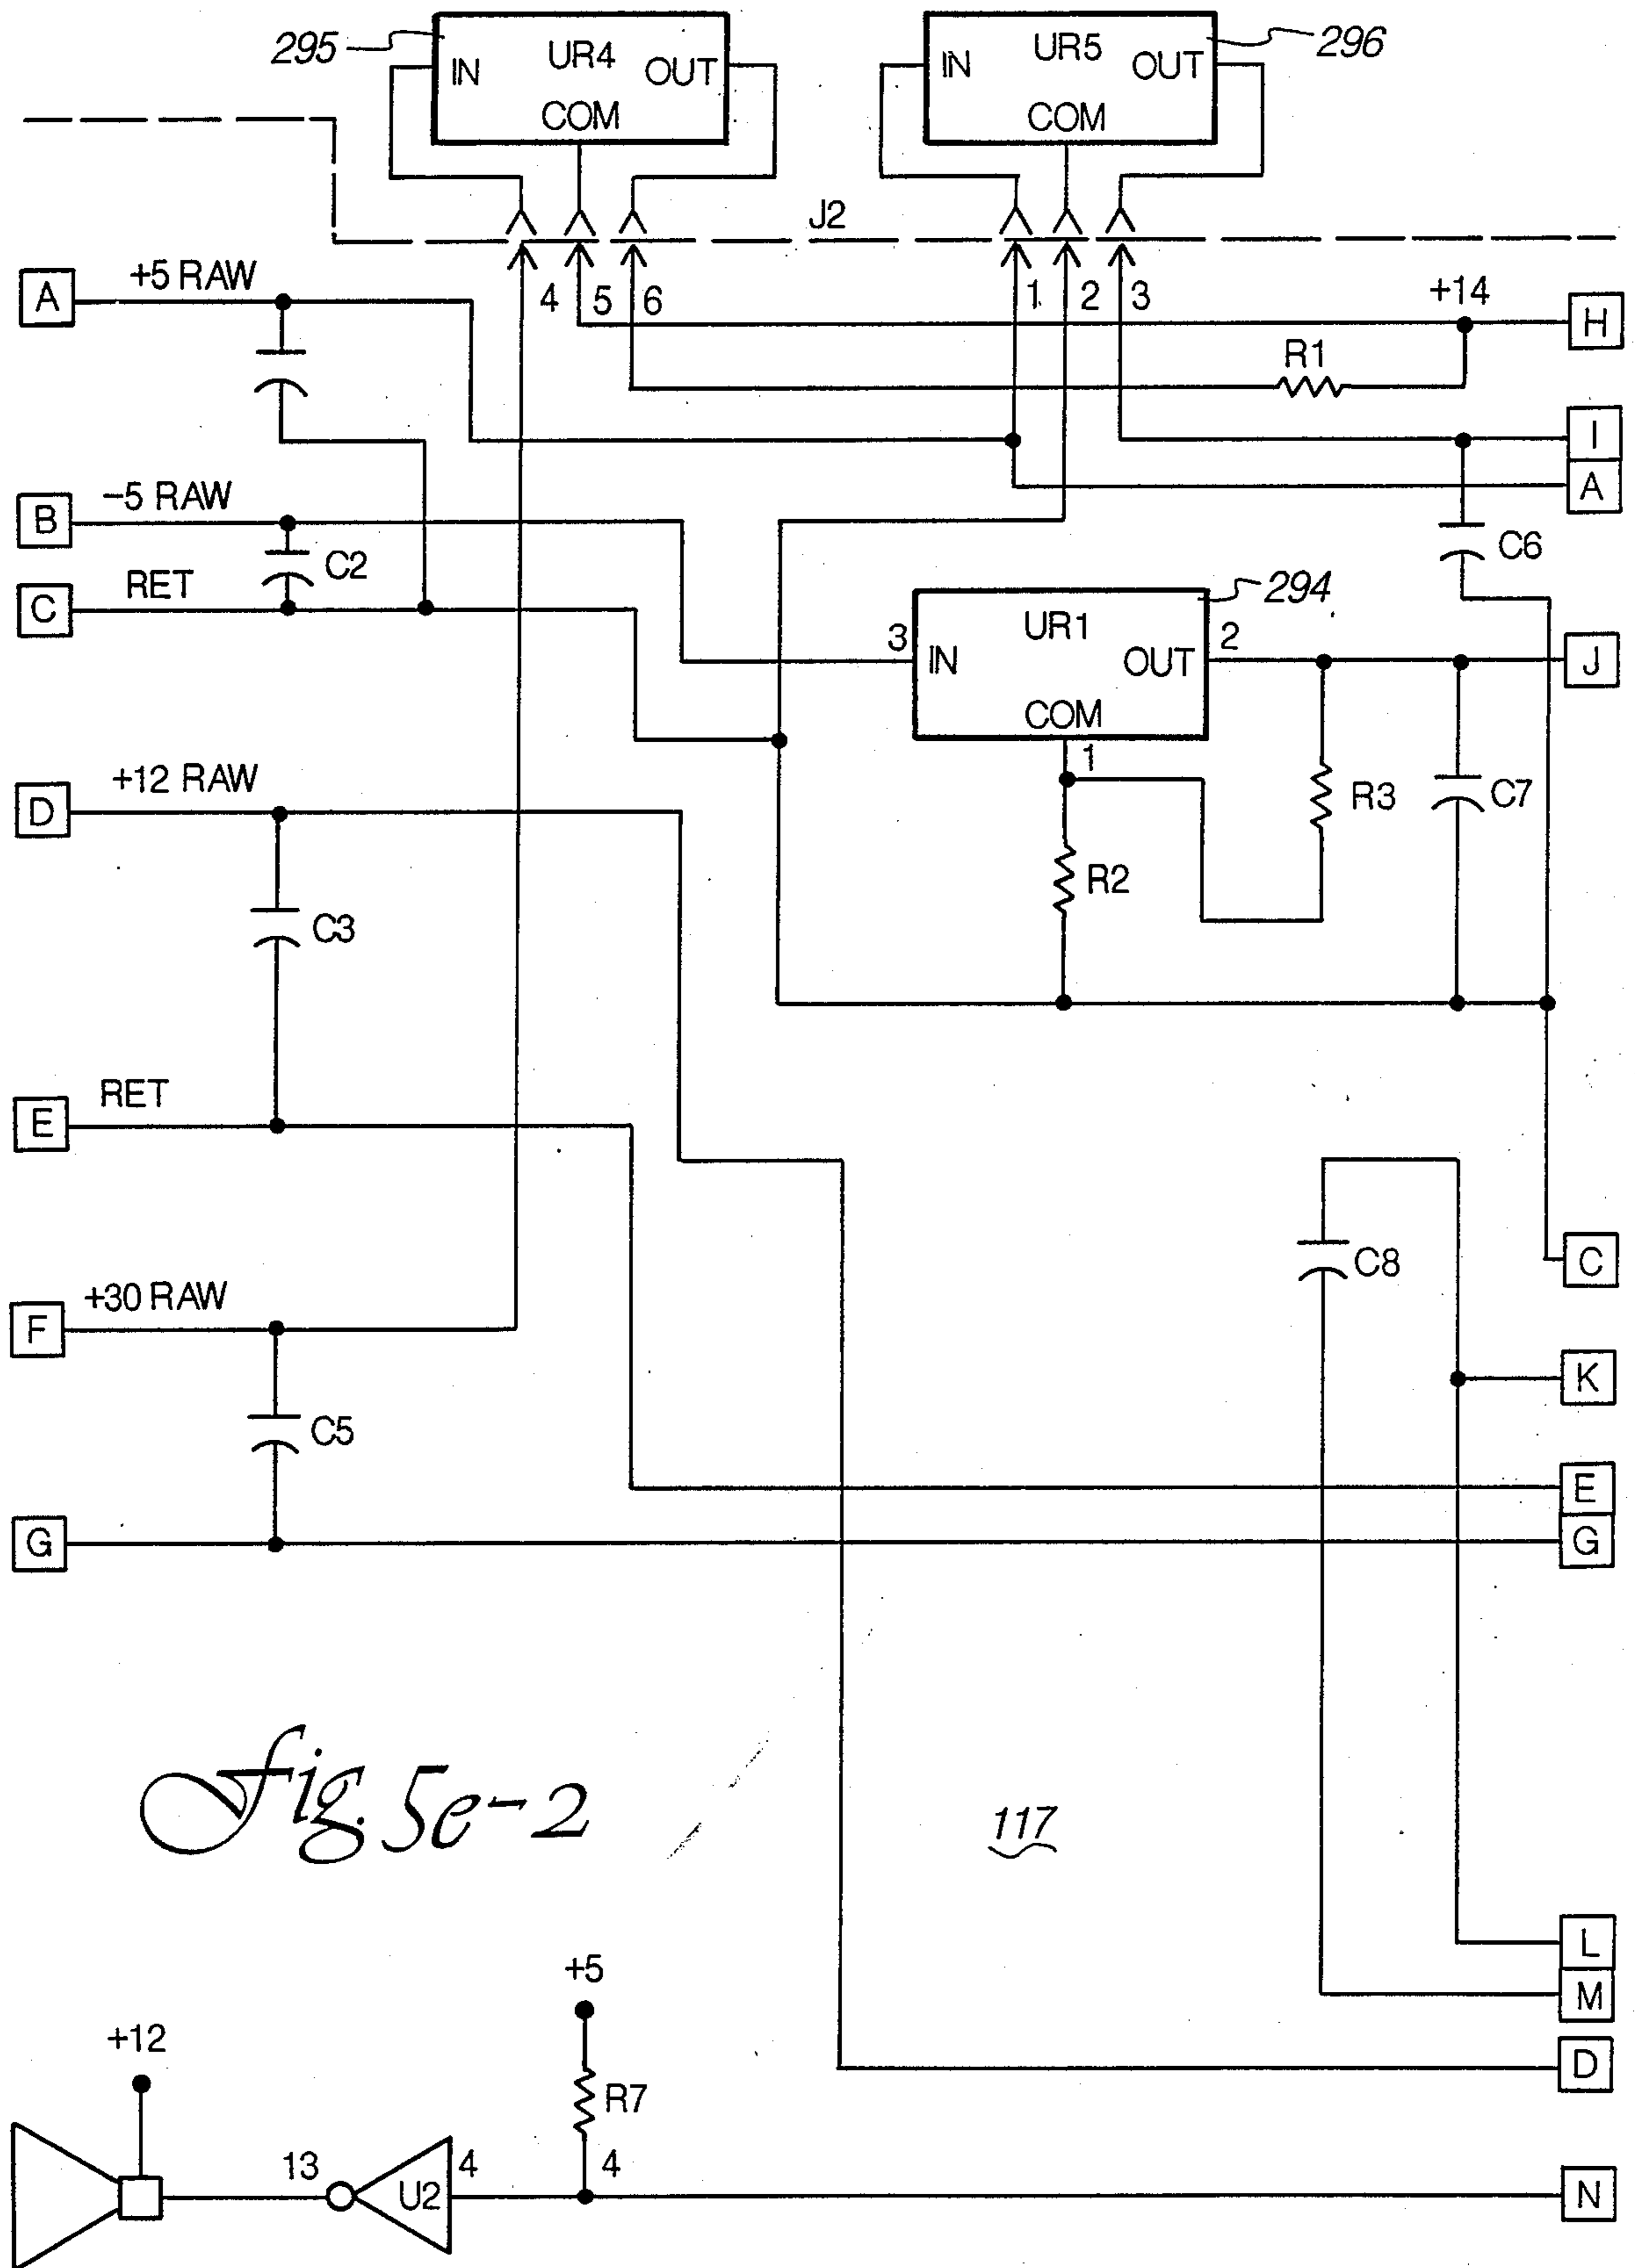 295
IN
UR4
OUT
COM
IN
UR5
OUT
COM
296
J2
A
+5 RAW
4
5
6
1
2
3
+14
H
R1
I
A
B
-5 RAW
C2
C6
C
RET
294
3
IN
UR1
OUT
2
COM
1
J
D
+12 RAW
R3
C7
R2
C3
E
RET
C8
C
F
+30 RAW
K
C5
E
G
G
Fig. 5e-2
117
L
M
+5
+12
D
R7
13
U2
4
4
N